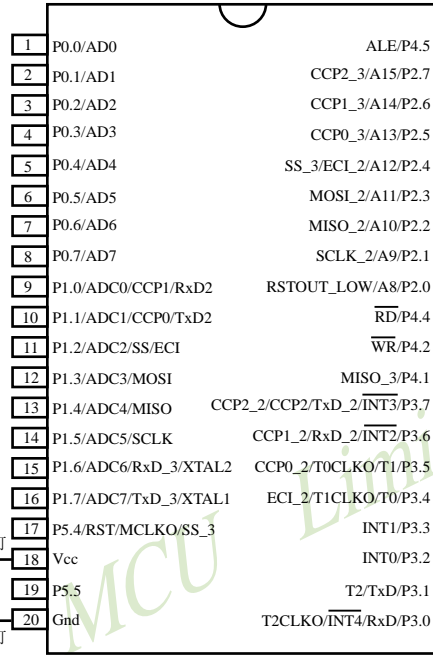 1 P0.0/AD0 ALE/P4.5
2 P0.1/AD1 CCP2_3/A15/P2.7
3 P0.2/AD2 CCP1_3/A14/P2.6
4 P0.3/AD3 CCP0_3/A13/P2.5
5 P0.4/AD4 SS_3/ECI_2/A12/P2.4
6 P0.5/AD5 MOSI_2/A11/P2.3
7 P0.6/AD6 MISO_2/A10/P2.2
8 P0.7/AD7 SCLK_2/A9/P2.1
9 P1.0/ADC0/CCP1/RxD2 RSTOUT_LOW/A8/P2.0
10 P1.1/ADC1/CCP0/TxD2 RD/P4.4
11 P1.2/ADC2/SS/ECI WR/P4.2
12 P1.3/ADC3/MOSI MISO_3/P4.1
13 P1.4/ADC4/MISO CCP2_2/CCP2/TxD_2/INT3/P3.7
14 P1.5/ADC5/SCLK CCP1_2/RxD_2/INT2/P3.6
15 P1.6/ADC6/RxD_3/XTAL2 CCP0_2/T0CLKO/T1/P3.5
16 P1.7/ADC7/TxD_3/XTAL1 ECI_2/T1CLKO/T0/P3.4
17 P5.4/RST/MCLKO/SS_3 INT1/P3.3
18 Vcc INT0/P3.2
19 P5.5 T2/TxD/P3.1
20 Gnd T2CLKO/INT4/RxD/P3.0
MCU Limi